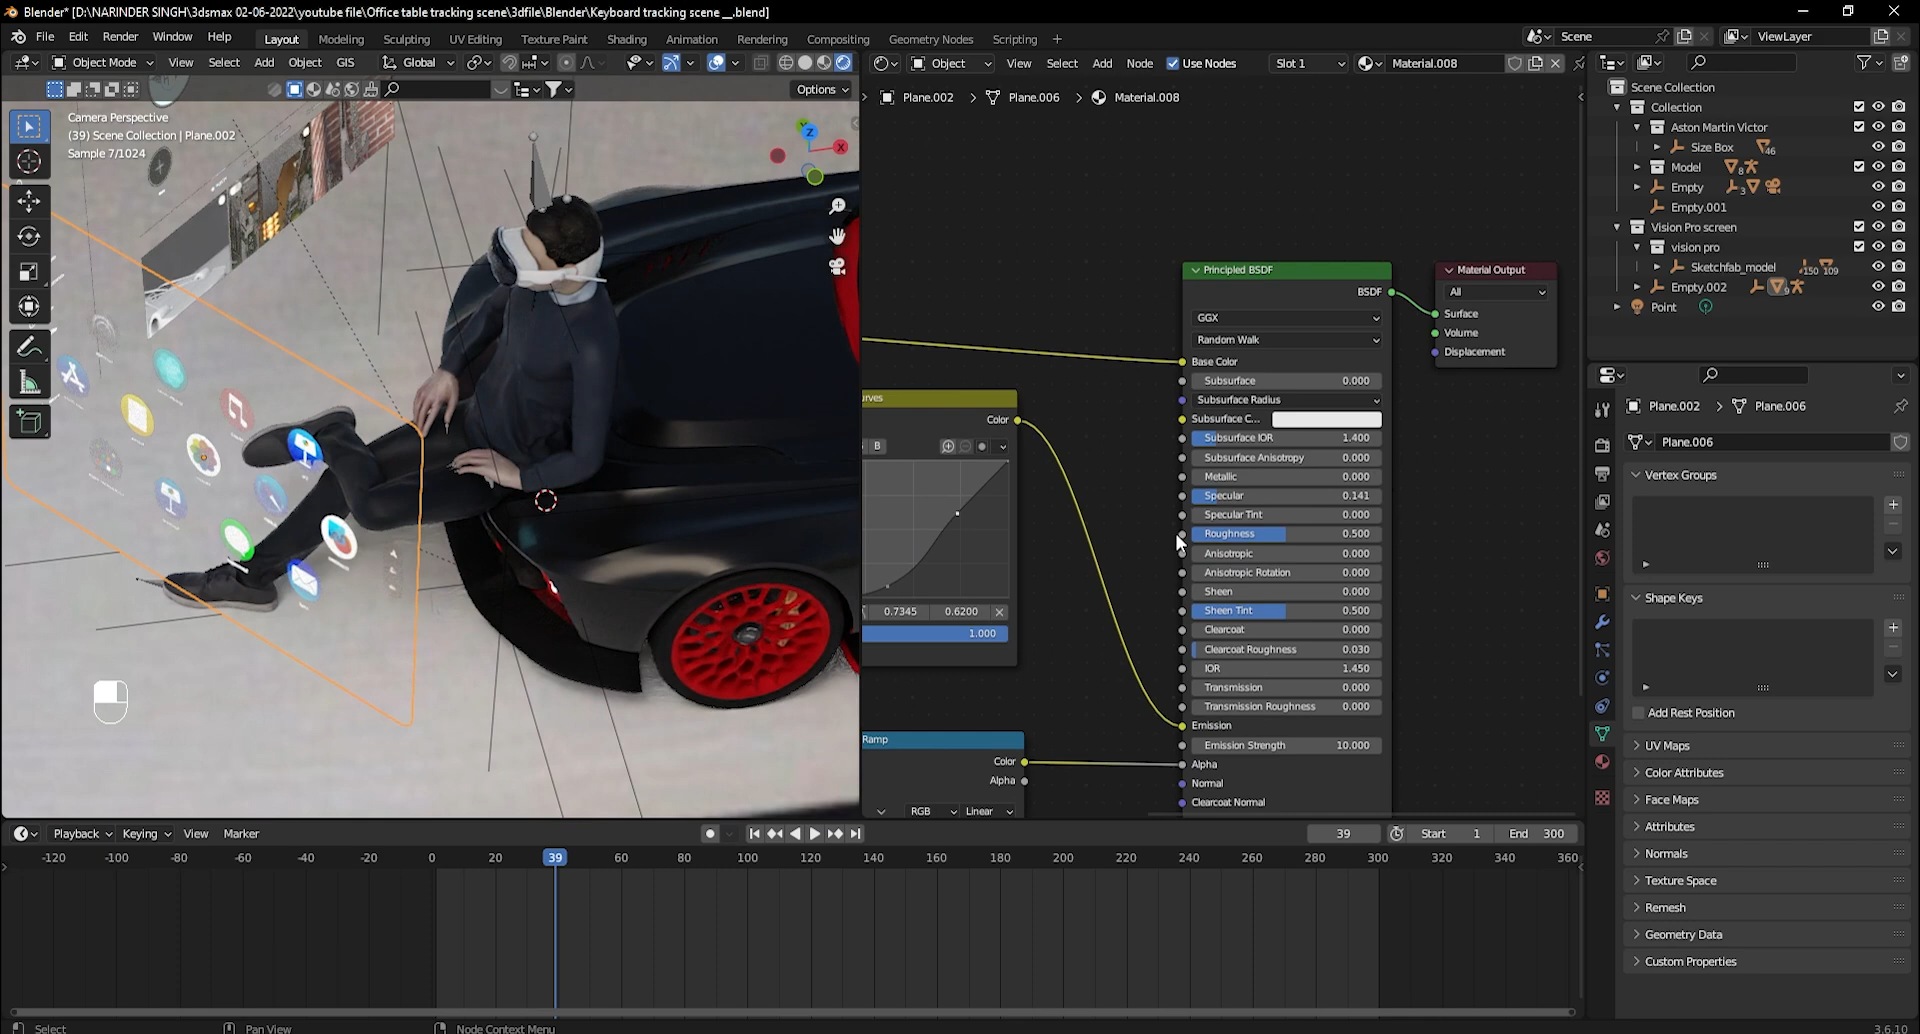 Blender* [D:\NARINDER SINGH\3dsmax 02-06-2022\youtube file\Office table tracking scene\3dfile\Blender\Keyboard tracking scene __.blend]
File Edit Render Window Help Layout Modeling Sculpting UV Editing Texture Paint Shading Animation Rendering Compositing Geometry Nodes Scripting + Scene ViewLayer
Object Mode View Select Add Object GIS Global Object View Select Add Node Use Nodes Slot 1 Material.008
Options
Plane.002 > Plane.006 > Material.008
Camera Perspective
(39) Scene Collection | Plane.002
Sample 7/1024
Z
X
urves
Color
B
0.7345 0.6200
1.000
Ramp
Color
Alpha
RGB Linear
Principled BSDF
BSDF
GGX
Random Walk
Base Color
Subsurface 0.000
Subsurface Radius
Subsurface C...
Subsurface IOR 1.400
Subsurface Anisotropy 0.000
Metallic 0.000
Specular 0.141
Specular Tint 0.000
Roughness 0.500
Anisotropic 0.000
Anisotropic Rotation 0.000
Sheen 0.000
Sheen Tint 0.500
Clearcoat 0.000
Clearcoat Roughness 0.030
IOR 1.450
Transmission 0.000
Transmission Roughness 0.000
Emission
Emission Strength 10.000
Alpha
Normal
Clearcoat Normal
Material Output
All
Surface
Volume
Displacement
Scene Collection
Collection
Aston Martin Victor
Size Box 46
Model 8
Empty 3
Empty.001
Vision Pro screen
vision pro
Sketchfab_model 150 109
Empty.002 9
Point
Plane.002 > Plane.006
Plane.006
Vertex Groups
Shape Keys
Add Rest Position
UV Maps
Color Attributes
Face Maps
Attributes
Normals
Texture Space
Remesh
Geometry Data
Custom Properties
Playback Keying View Marker 39 Start 1 End 300
-120 -100 -80 -60 -40 -20 0 20 39 60 80 100 120 140 160 180 200 220 240 260 280 300 320 340 360
Select Pan View Node Context Menu 3.6.10